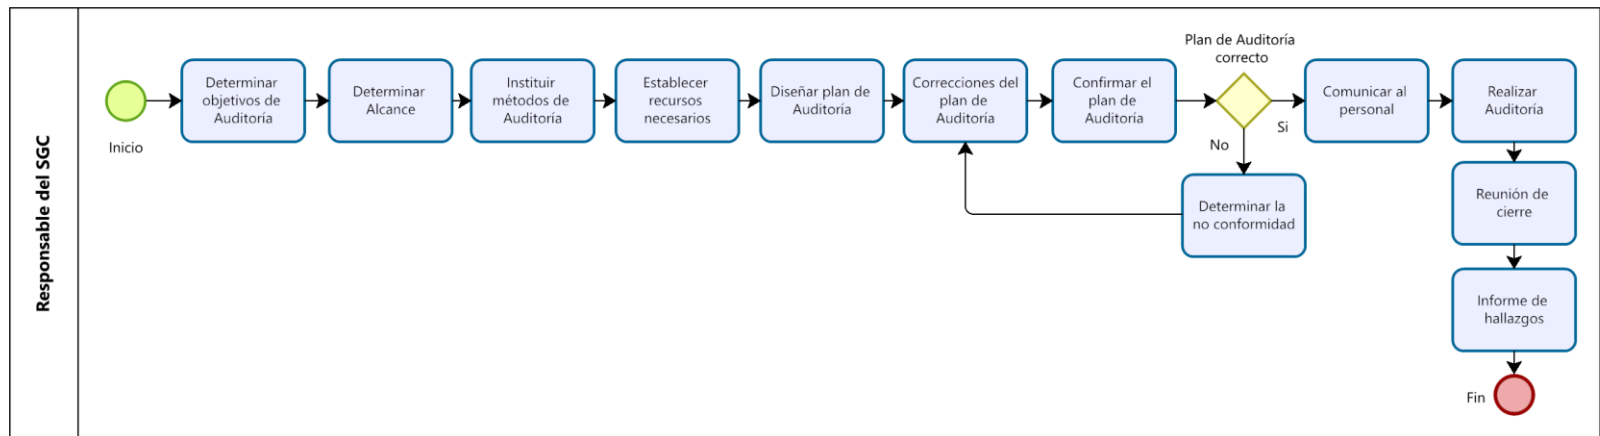 Responsable del SGC
Inicio
Determinar
objetivos de
Auditoría
Determinar
Alcance
Instituir
métodos de
Auditoría
Establecer
recursos
necesarios
Diseñar plan de
Auditoría
Correcciones del
plan de
Auditoría
Confirmar el
plan de
Auditoría
Plan de Auditoría
correcto
Si
No
Determinar la
no conformidad
Comunicar al
personal
Realizar
Auditoría
Reunión de
cierre
Informe de
hallazgos
Fin